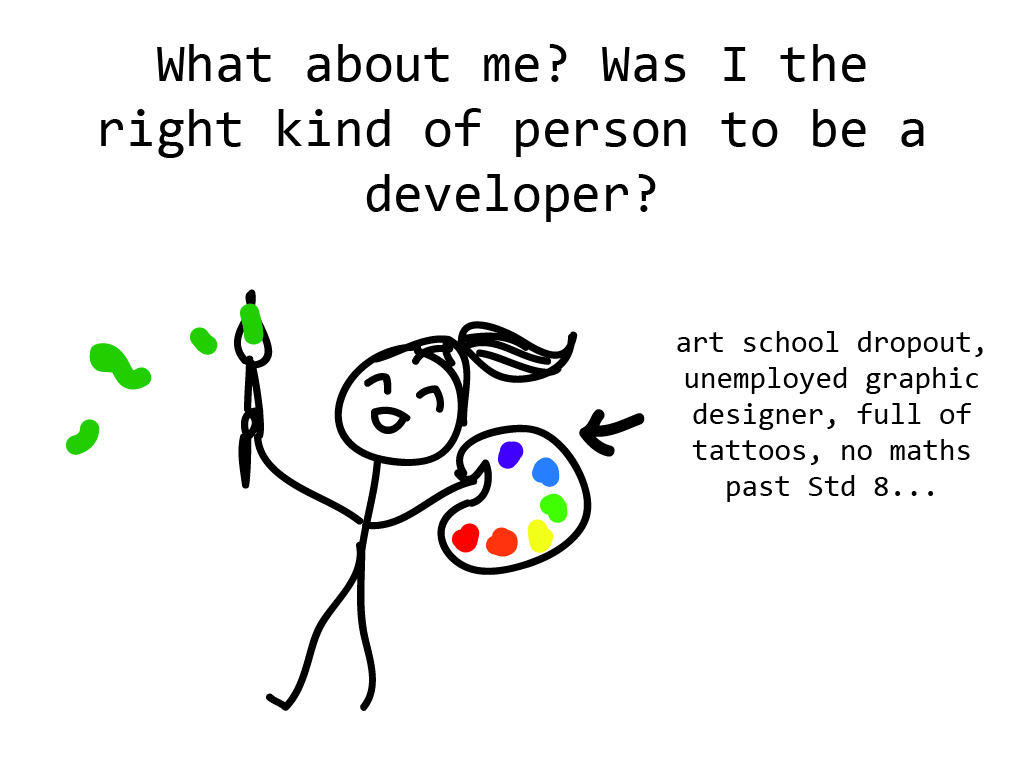 What about me? Was I the
right kind of person to be a
developer?
art school dropout,
unemployed graphic
designer, full of
tattoos, no maths
past Std 8...